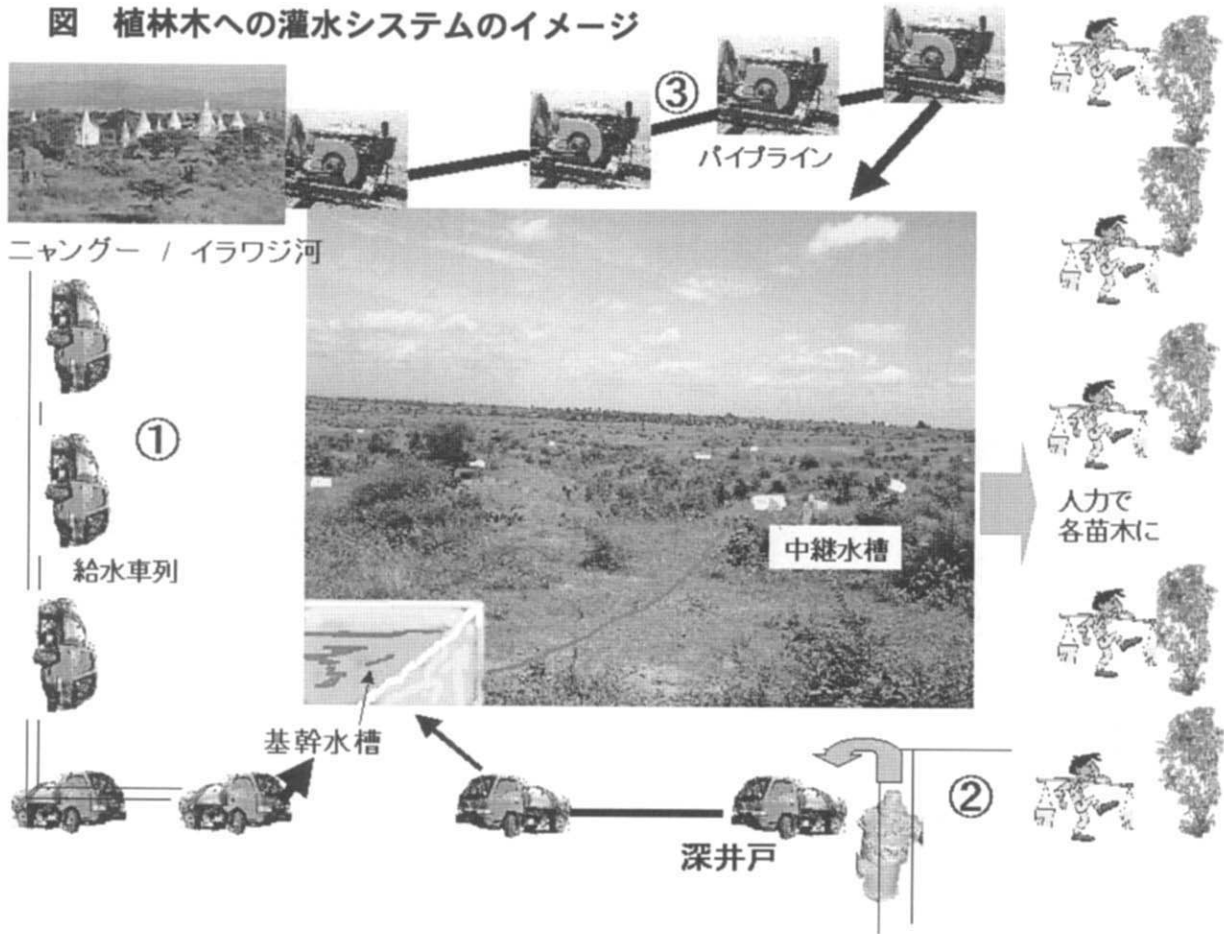 図　植林木への灌水システムのイメージ
③
パイプライン
ニャングー / イラワジ河
①
給水車列
中継水槽
人力で
各苗木に
基幹水槽
②
深井戸